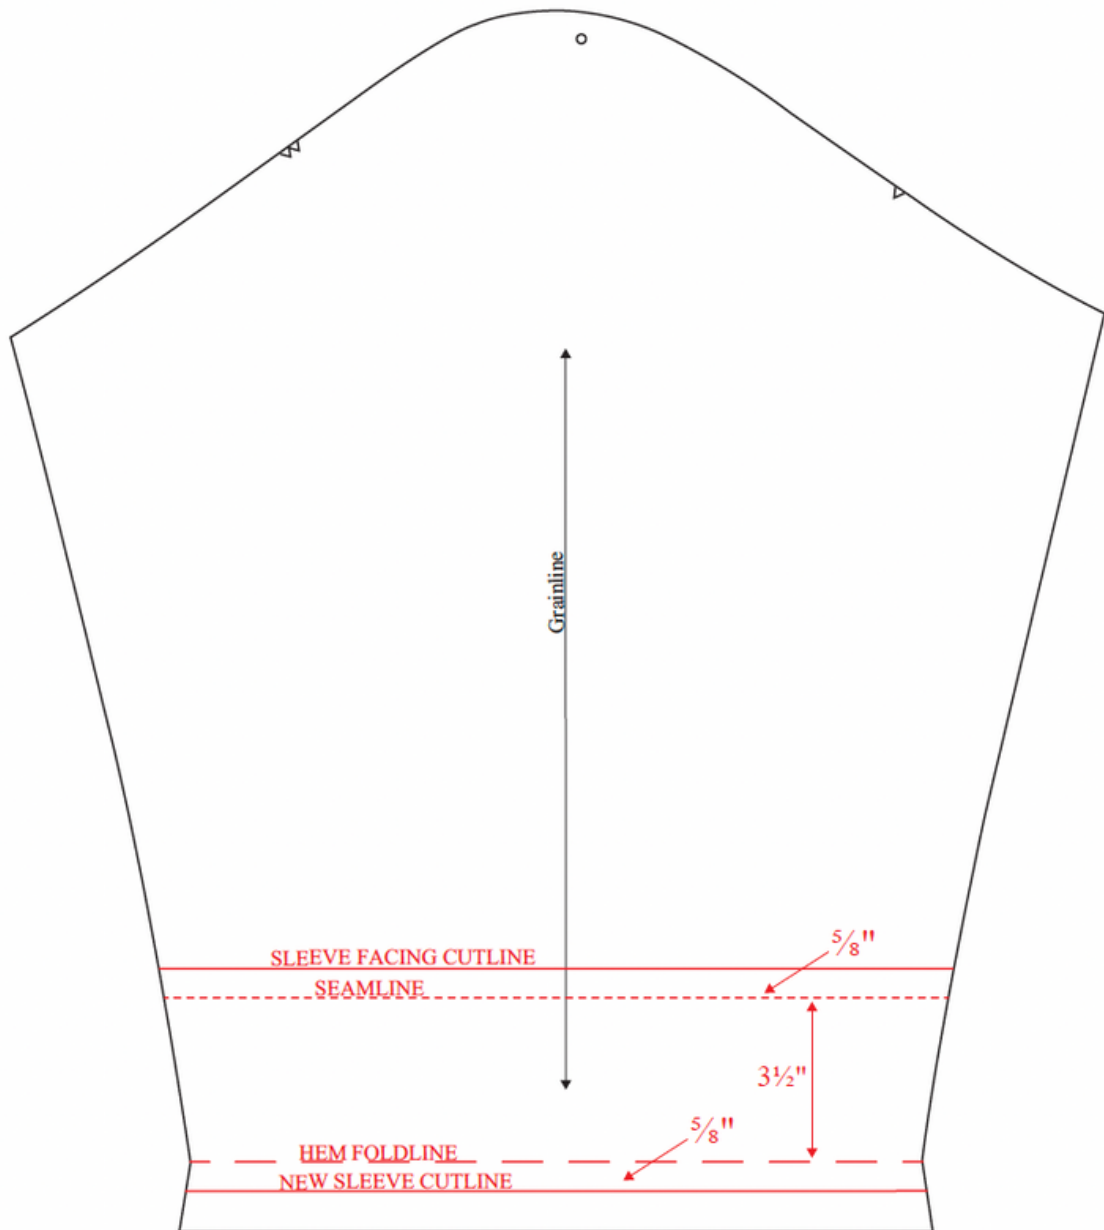 Grainline
SLEEVE FACING CUTLINE
5/8"
SEAMLINE
3½"
5/8"
HEM FOLDLINE
NEW SLEEVE CUTLINE